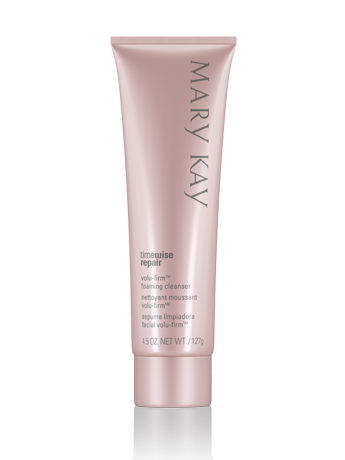 MARY KAY
timewise
repair
volu-firm™
foaming cleanser
nettoyant moussant
volu-firmMD
espuma limpiadora
facial volu-firm™
4.5 OZ. NET WT. / 127g